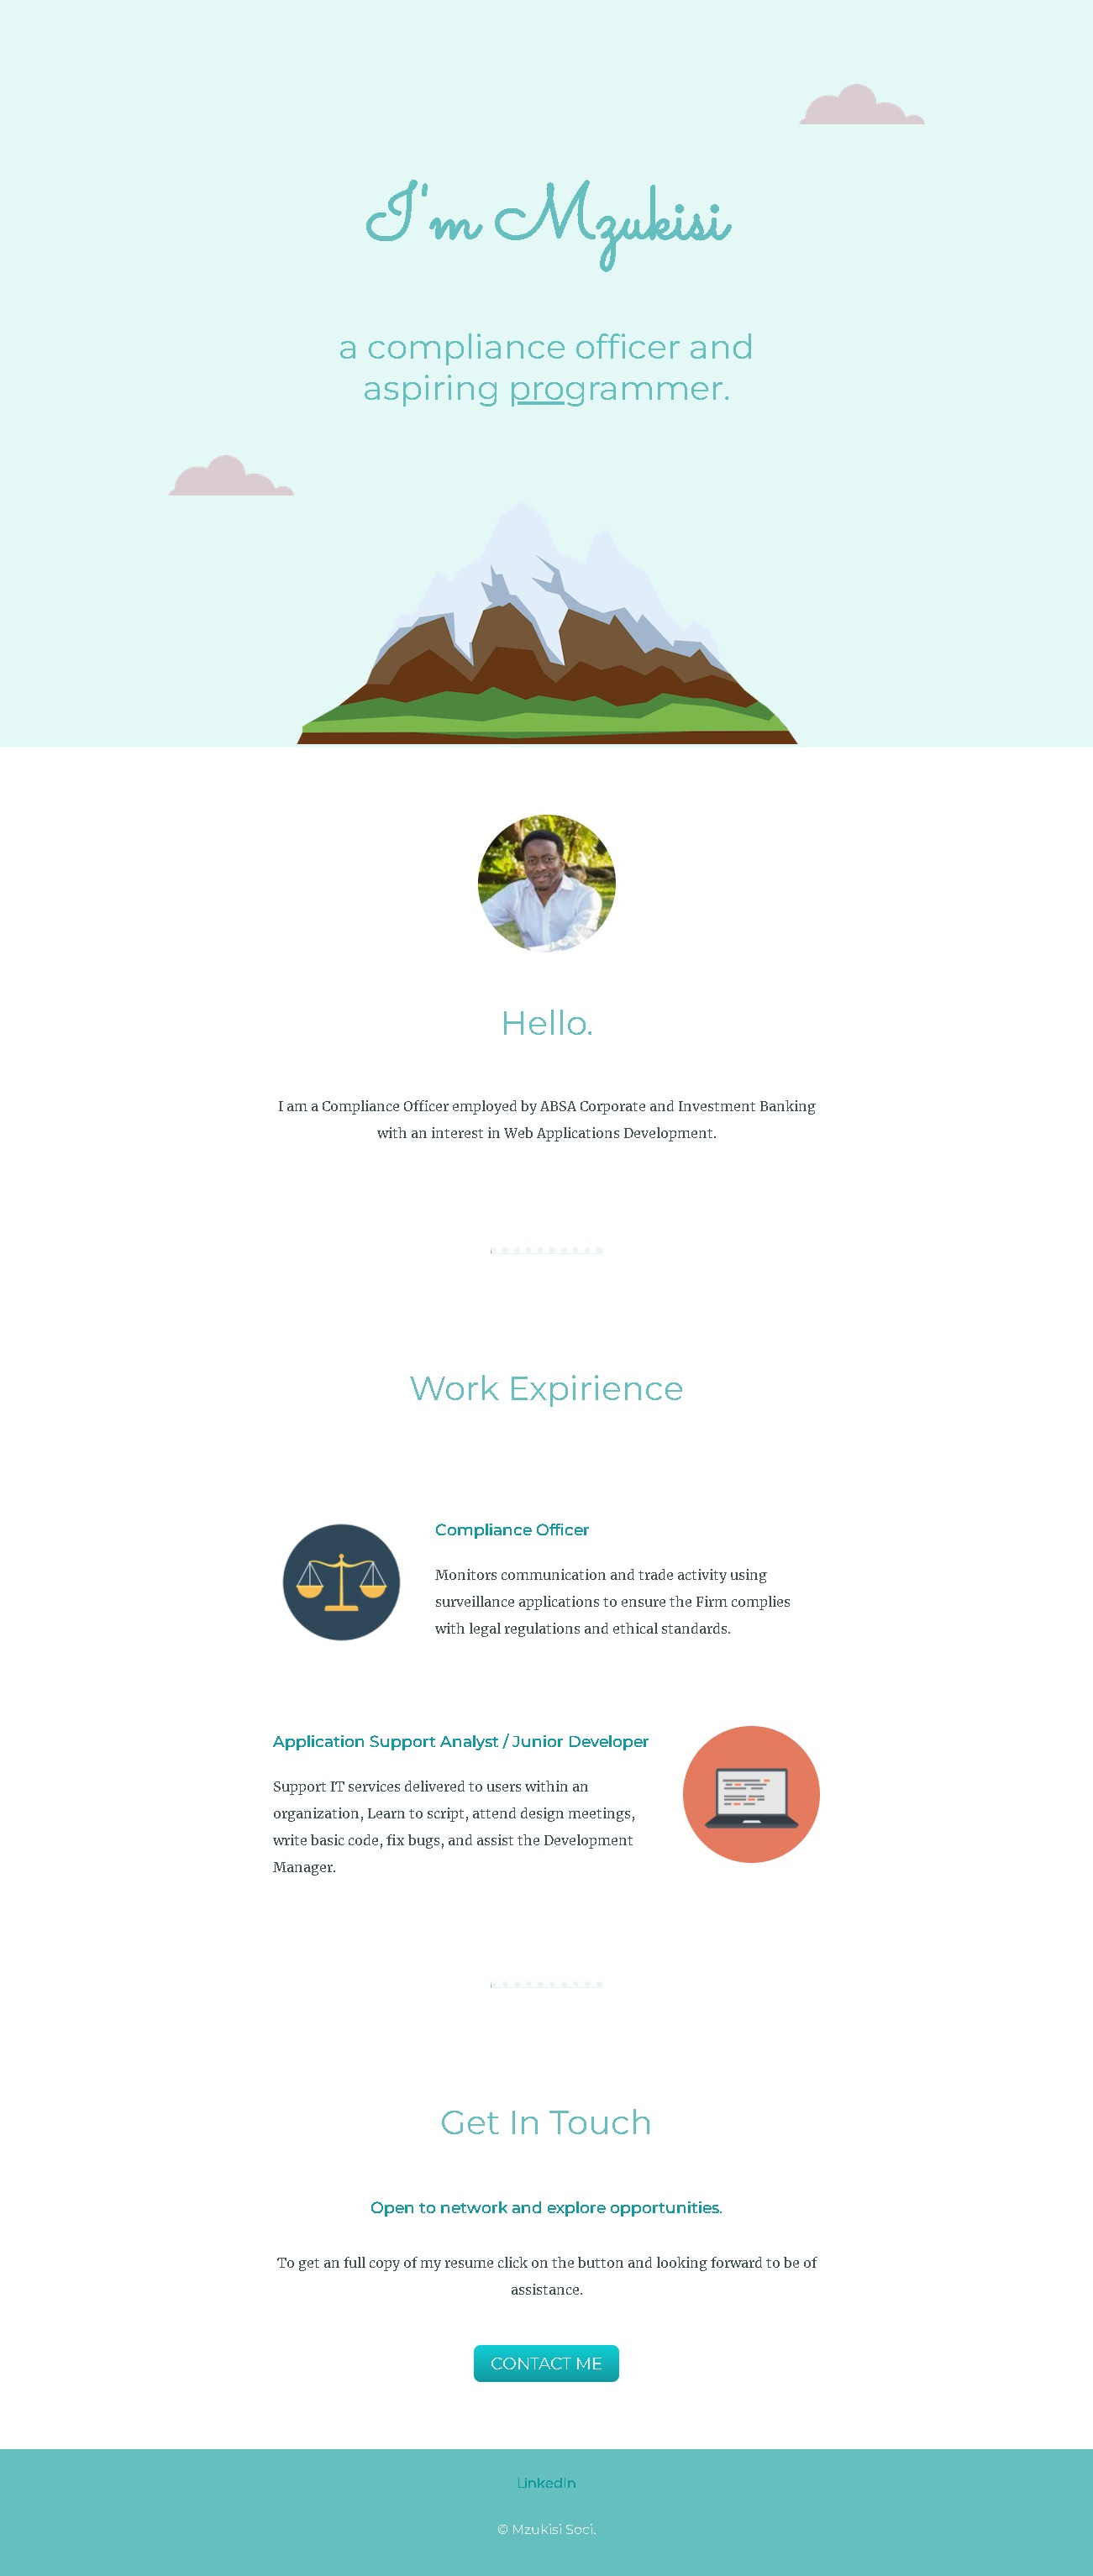 I'm Mzukisi
a compliance officer and
aspiring programmer.
Hello.
I am a Compliance Officer employed by ABSA Corporate and Investment Banking
with an interest in Web Applications Development.
Work Expirience
Compliance Officer
Monitors communication and trade activity using
surveillance applications to ensure the Firm complies
with legal regulations and ethical standards.
Application Support Analyst / Junior Developer
Support IT services delivered to users within an
organization, Learn to script, attend design meetings,
write basic code, fix bugs, and assist the Development
Manager.
Get In Touch
Open to network and explore opportunities.
To get an full copy of my resume click on the button and looking forward to be of
assistance.
CONTACT ME
LinkedIn
© Mzukisi Soci.